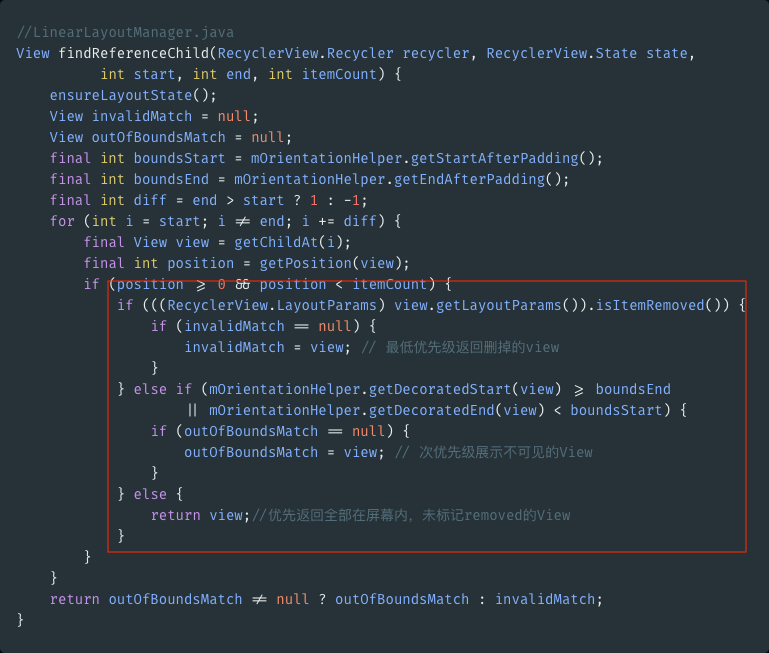 //LinearLayoutManager.java
View findReferenceChild(RecyclerView.Recycler recycler, RecyclerView.State state,
int start, int end, int itemCount) {
ensureLayoutState();
View invalidMatch = null;
View outOfBoundsMatch = null;
final int boundsStart = mOrientationHelper.getStartAfterPadding();
final int boundsEnd = mOrientationHelper.getEndAfterPadding();
final int diff = end > start ? 1 : -1;
for (int i = start; i != end; i += diff) {
final View view = getChildAt(i);
final int position = getPosition(view);
if (position >= 0 && position < itemCount) {
if (((RecyclerView.LayoutParams) view.getLayoutParams()).isItemRemoved()) {
if (invalidMatch == null) {
invalidMatch = view; // 最低优先级返回删掉的view
}
} else if (mOrientationHelper.getDecoratedStart(view) >= boundsEnd
|| mOrientationHelper.getDecoratedEnd(view) < boundsStart) {
if (outOfBoundsMatch == null) {
outOfBoundsMatch = view; // 次优先级展示不可见的View
}
} else {
return view;//优先返回全部在屏幕内，未标记removed的View
}
}
}
return outOfBoundsMatch != null ? outOfBoundsMatch : invalidMatch;
}